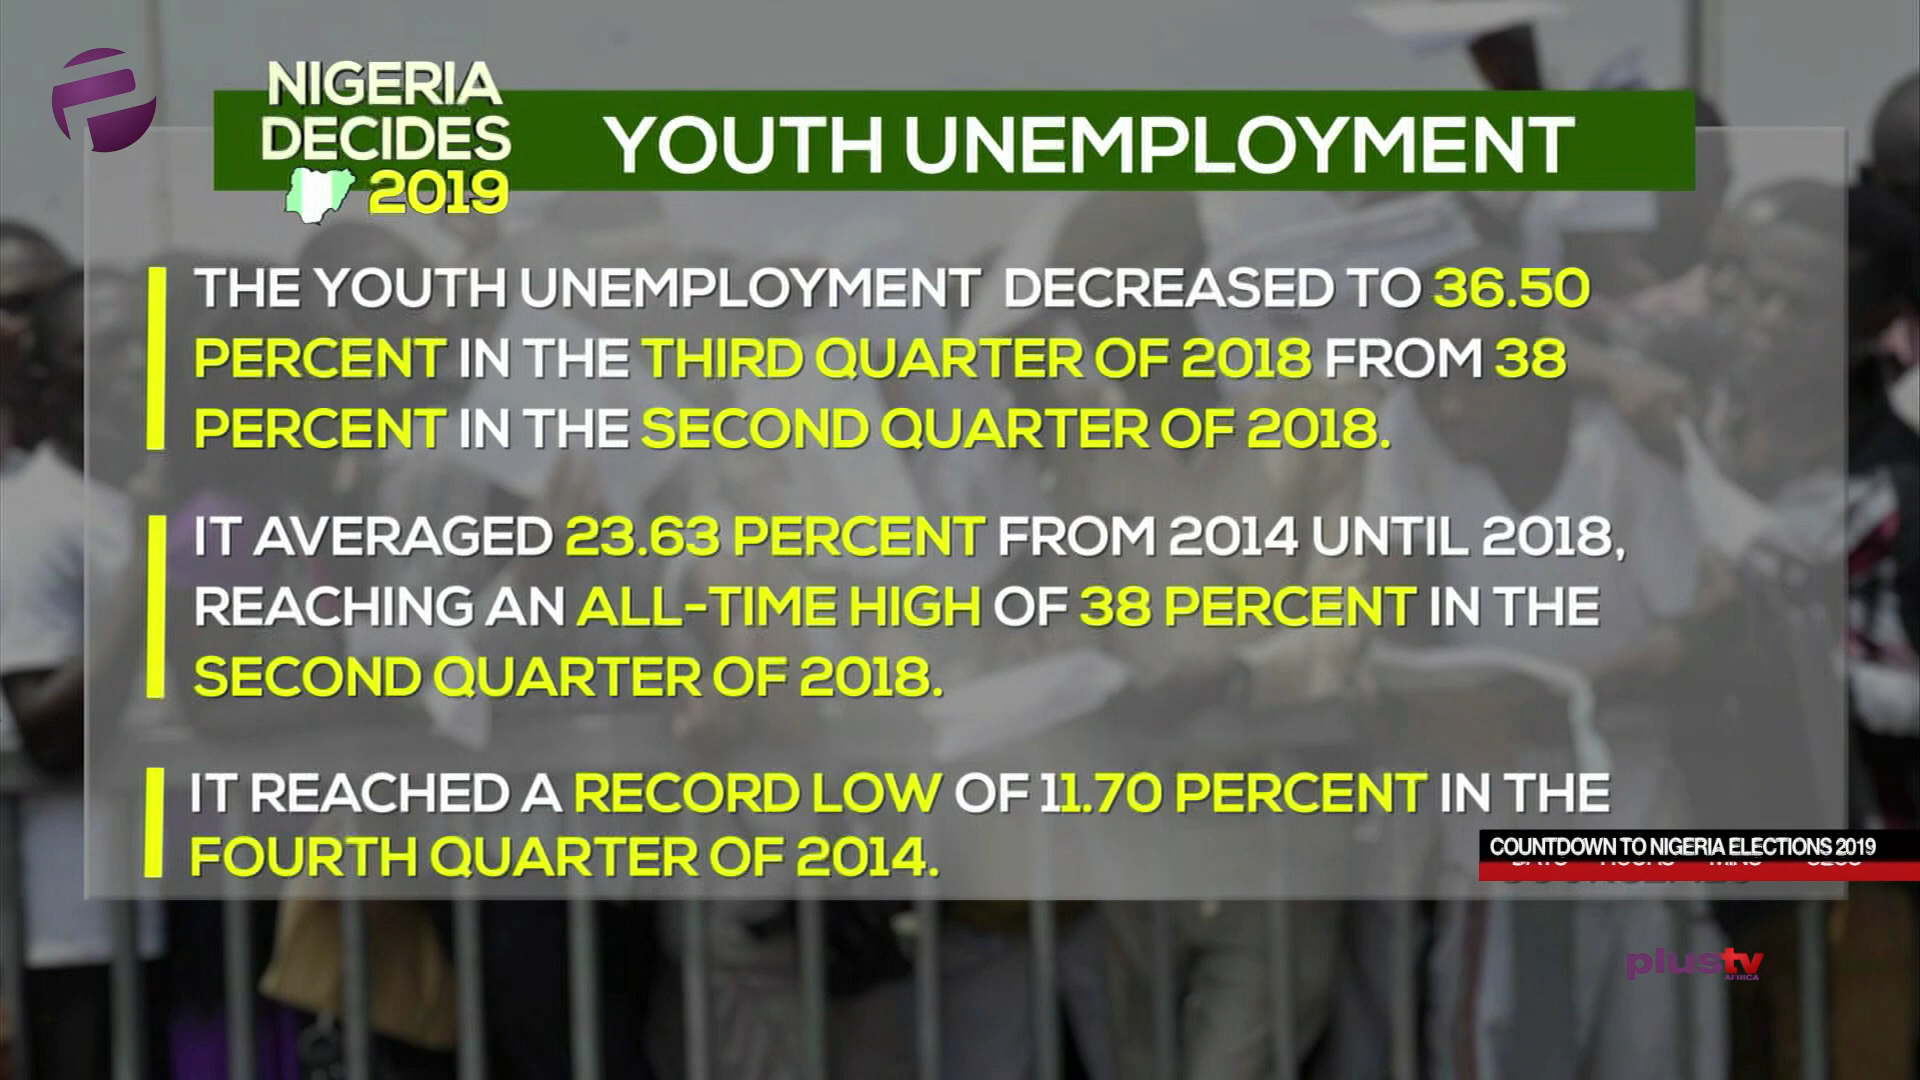 NIGERIA
DECIDES
2019
YOUTH UNEMPLOYMENT
THE YOUTH UNEMPLOYMENT DECREASED TO 36.50
PERCENT IN THE THIRD QUARTER OF 2018 FROM 38
PERCENT IN THE SECOND QUARTER OF 2018.
IT AVERAGED 23.63 PERCENT FROM 2014 UNTIL 2018,
REACHING AN ALL-TIME HIGH OF 38 PERCENT IN THE
SECOND QUARTER OF 2018.
IT REACHED A RECORD LOW OF 11.70 PERCENT IN THE
FOURTH QUARTER OF 2014.
COUNTDOWN TO NIGERIA ELECTIONS 2019
plustv
AFRICA